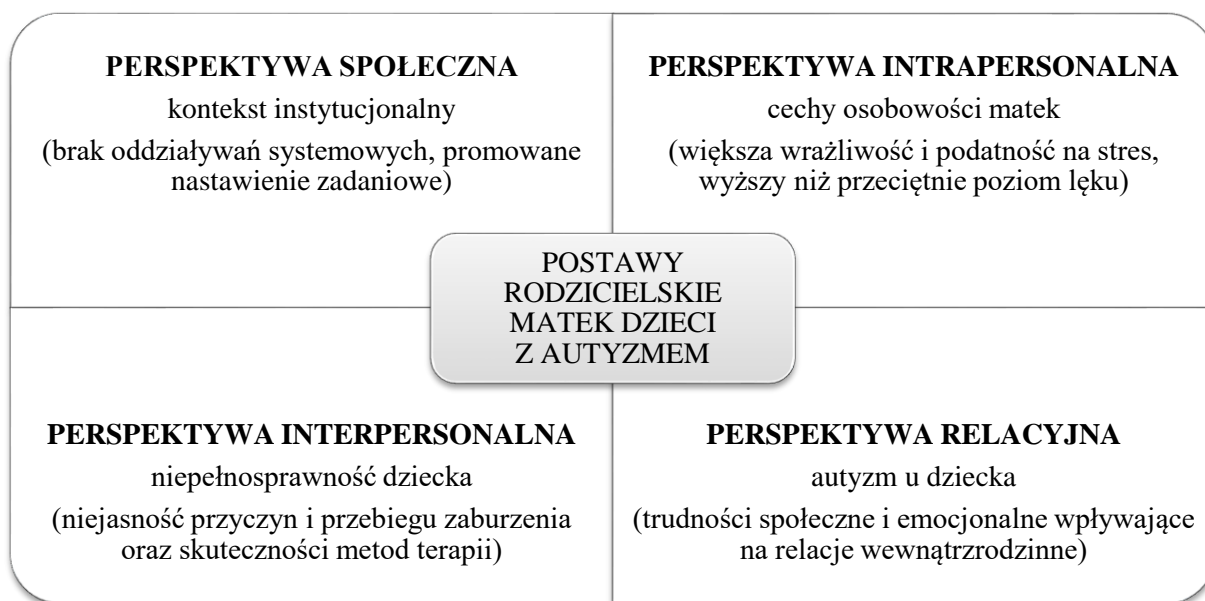 PERSPEKTYWA SPOŁECZNA
kontekst instytucjonalny
(brak oddziaływań systemowych, promowane
nastawienie zadaniowe)
PERSPEKTYWA INTRAPERSONALNA
cechy osobowości matek
(większa wrażliwość i podatność na stres,
wyższy niż przeciętnie poziom lęku)
POSTAWY
RODZICIELSKIE
MATEK DZIECI
Z AUTYZMEM
PERSPEKTYWA INTERPERSONALNA
niepełnosprawność dziecka
(niejasność przyczyn i przebiegu zaburzenia
oraz skuteczności metod terapii)
PERSPEKTYWA RELACYJNA
autyzm u dziecka
(trudności społeczne i emocjonalne wpływające
na relacje wewnątrzrodzinne)